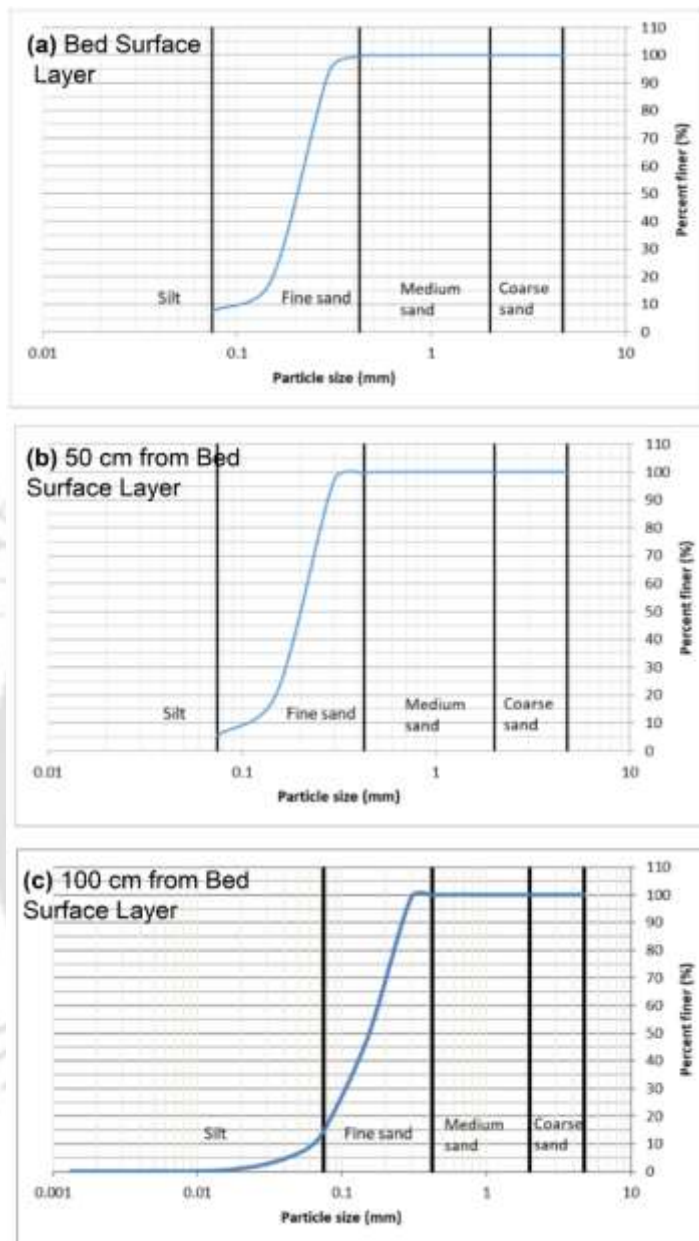 (a) Bed Surface
Layer
110
100
90
80
70
60
50
40
30
20
10
0
Percent finer (%)
Silt
Fine sand
Medium
sand
Coarse
sand
0.01
0.1
1
10
Particle size (mm)
(b) 50 cm from Bed
Surface Layer
110
100
90
80
70
60
50
40
30
20
10
0
Percent finer (%)
Silt
Fine sand
Medium
sand
Coarse
sand
0.01
0.1
1
10
Particle size (mm)
(c) 100 cm from Bed
Surface Layer
110
100
90
80
70
60
50
40
30
20
10
0
Percent finer (%)
Silt
Fine sand
Medium
sand
Coarse
sand
0.001
0.01
0.1
1
10
Particle size (mm)